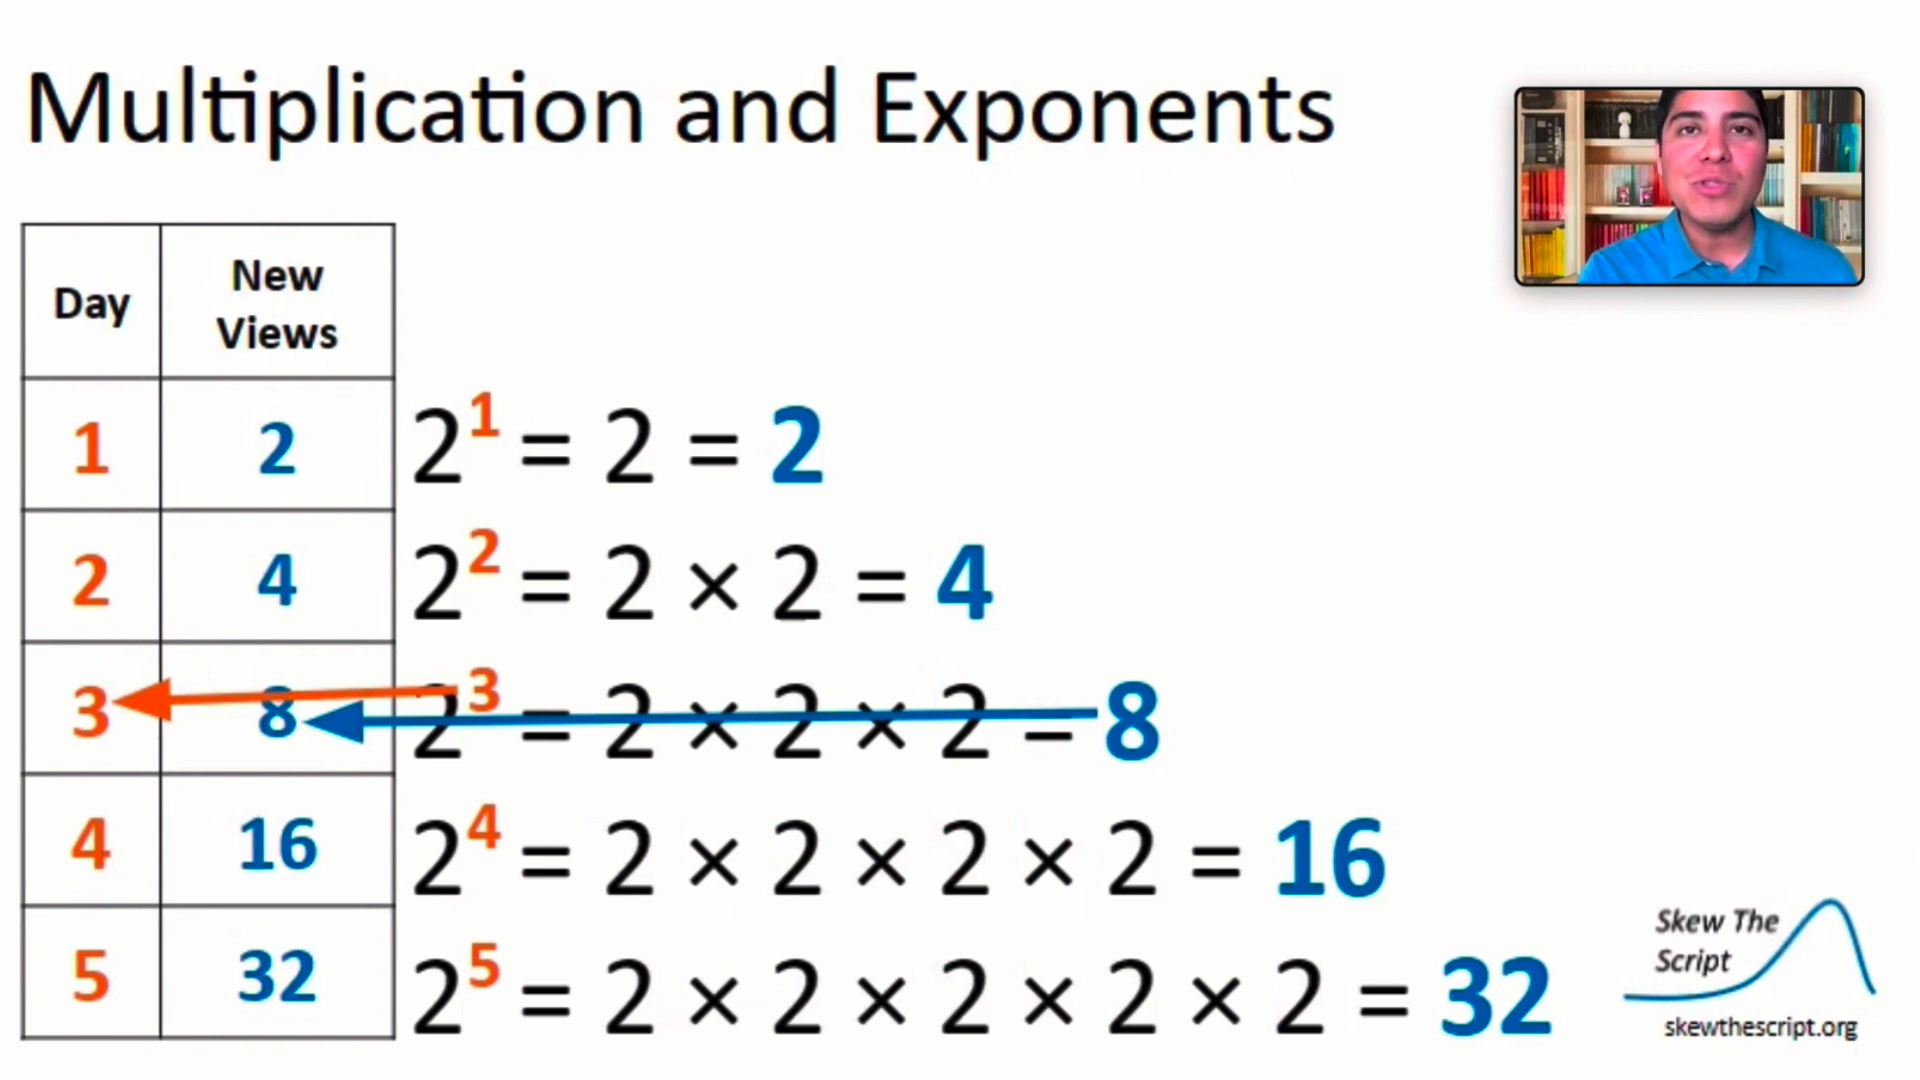 Multiplication and Exponents
Day New Views
1 2 2¹ = 2 = 2
2 4 2² = 2 × 2 = 4
3 8 2³ = 2 × 2 × 2 = 8
4 16 2⁴ = 2 × 2 × 2 × 2 = 16
5 32 2⁵ = 2 × 2 × 2 × 2 × 2 = 32
Skew The
Script
skewthescript.org